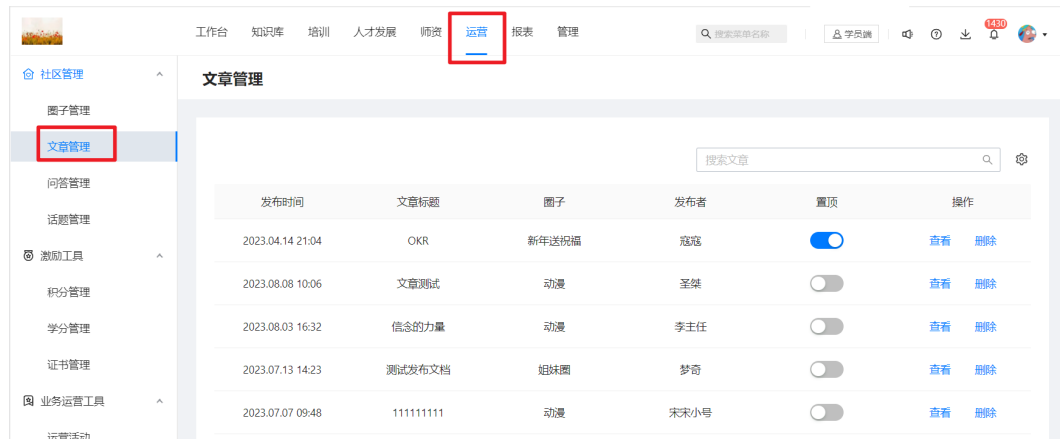 工作台 知识库 培训 人才发展 师资 运营 报表 管理 搜索菜单名称 学员端 1430
社区管理
圈子管理
文章管理
问答管理
话题管理
激励工具
积分管理
学分管理
证书管理
业务运营工具
运营活动
文章管理
搜索文章
发布时间 文章标题 圈子 发布者 置顶 操作
2023.04.14 21:04 OKR 新年送祝福 寇寇 查看 删除
2023.08.08 10:06 文章测试 动漫 圣桀 查看 删除
2023.08.03 16:32 信念的力量 动漫 李主任 查看 删除
2023.07.13 14:23 测试发布文档 姐妹圈 梦奇 查看 删除
2023.07.07 09:48 111111111 动漫 宋宋小号 查看 删除